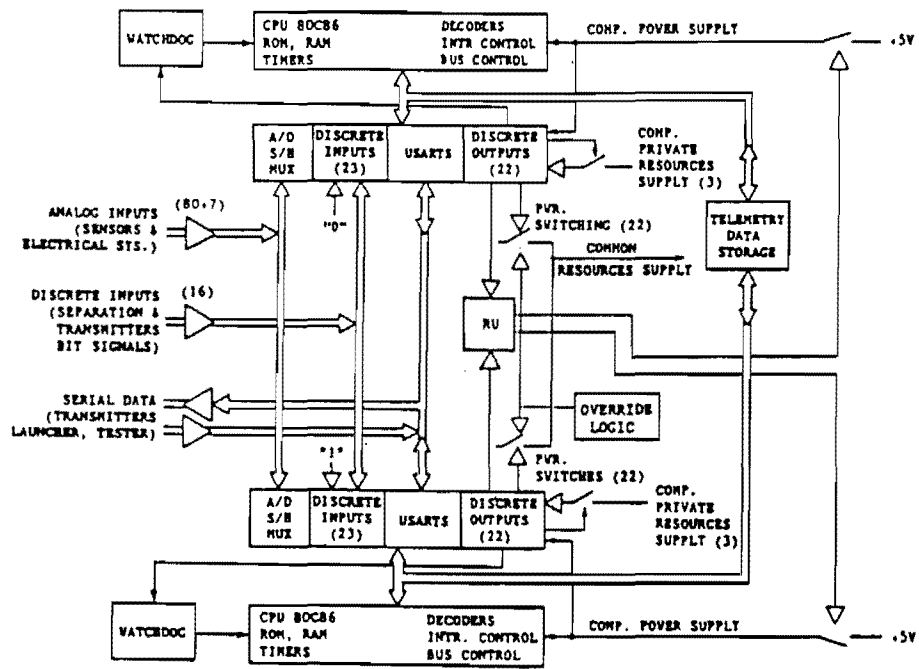 CPU 80C86
ROM, RAM
TIMERS
DECODERS
INTR CONTROL
BUS CONTROL
COMP. POWER SUPPLY
+5V
WATCHDOG
A/D
S/H
MUX
DISCRETE
INPUTS
(23)
USARTS
DISCRETE
OUTPUTS
(22)
COMP.
PRIVATE
RESOURCES
SUPPLY (3)
"0"
ANALOG INPUTS
(SENSORS &
ELECTRICAL SYS.)
(80+7)
PWR.
SWITCHING (22)
COMMON
RESOURCES SUPPLY
TELEMETRY
DATA
STORAGE
DISCRETE INPUTS
(SEPARATION &
TRANSMITTERS
BIT SIGNALS)
(16)
RU
SERIAL DATA
(TRANSMITTERS
LAUNCHER, TESTER)
OVERRIDE
LOGIC
"1"
PWR.
SWITCHES (22)
A/D
S/H
MUX
DISCRETE
INPUTS
(23)
USARTS
DISCRETE
OUTPUTS
(22)
COMP.
PRIVATE
RESOURCES
SUPPLT (3)
WATCHDOG
CPU 80C86
ROM, RAM
TIMERS
DECODERS
INTR. CONTROL
BUS CONTROL
COMP. POWER SUPPLY
+5V